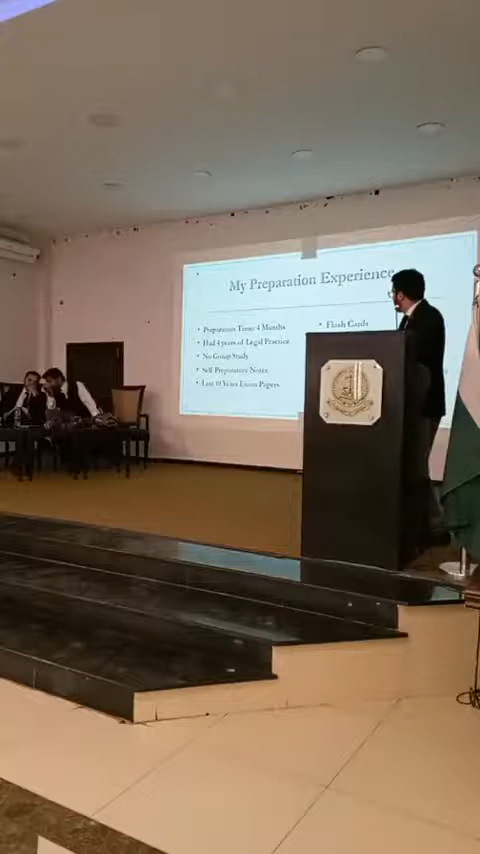 My Preparation Experience
• Preparation Time: 4 Months
• Had 4 years of Legal Practice
• No Group Study
• Self Preparatory Notes
• Last 10 Years Exam Papers
• Flash Cards